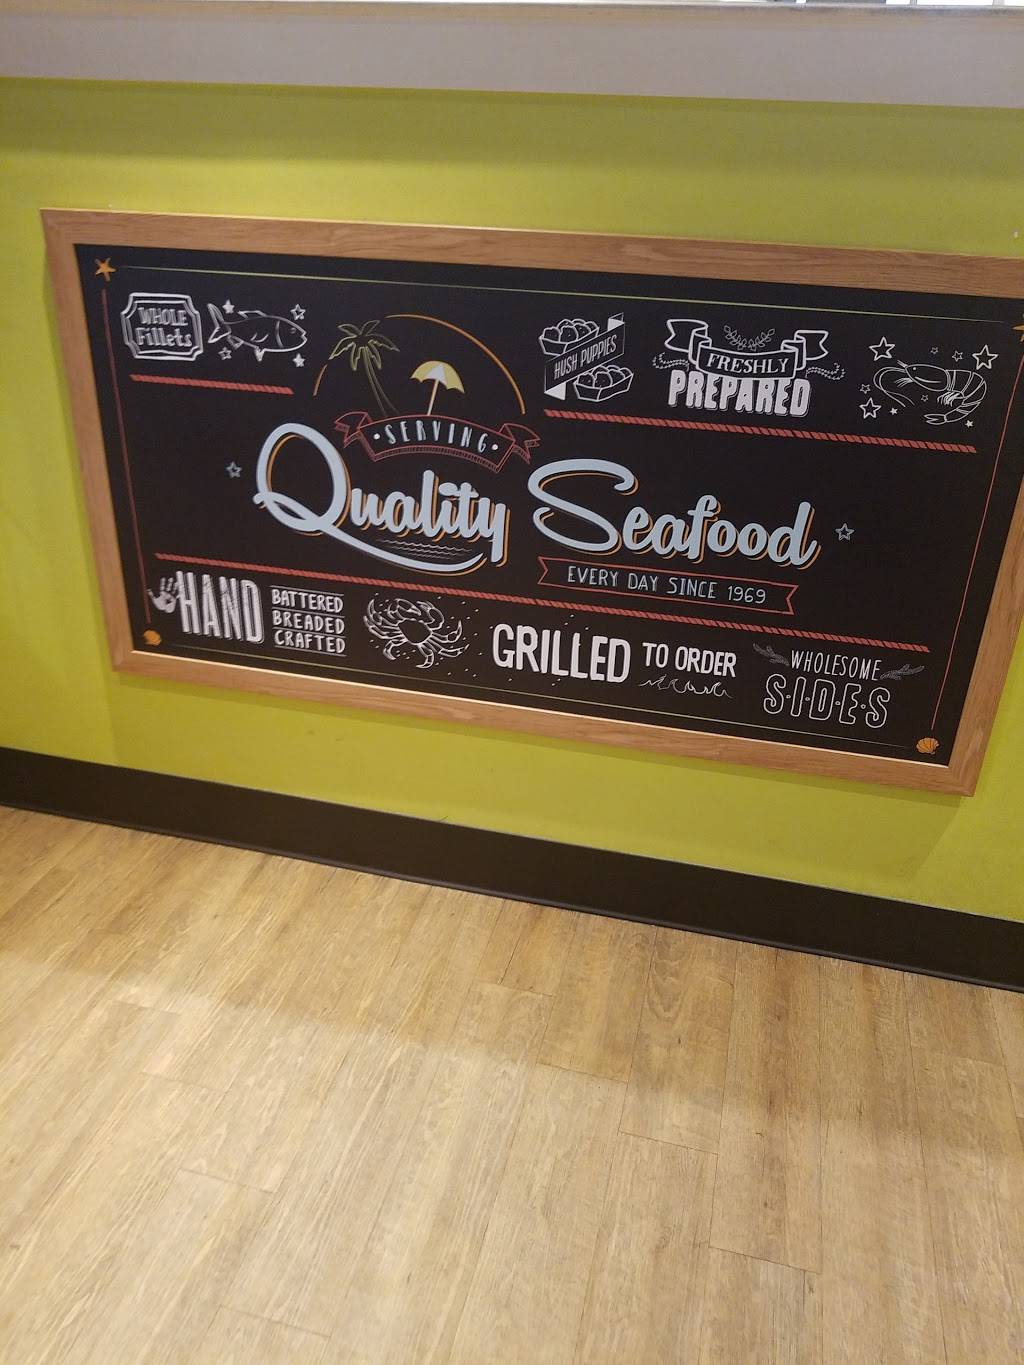 WHOLE
Fillets
HUSH PUPPIES
FRESHLY
PREPARED
•SERVING•
Quality Seafood
EVERY DAY SINCE 1969
HAND
BATTERED
BREADED
CRAFTED
GRILLED TO ORDER
WHOLESOME
S·I·D·E·S